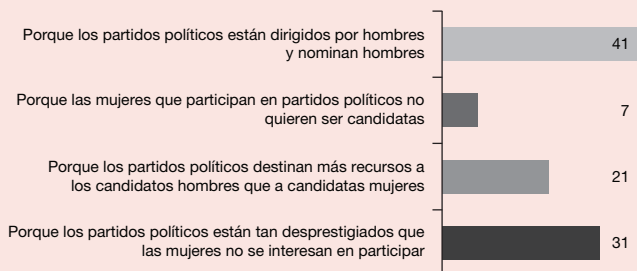 Porque los partidos políticos están dirigidos por hombres
y nominan hombres
41
Porque las mujeres que participan en partidos políticos no
quieren ser candidatas
7
Porque los partidos políticos destinan más recursos a
los candidatos hombres que a candidatas mujeres
21
Porque los partidos políticos están tan desprestigiados que
las mujeres no se interesan en participar
31